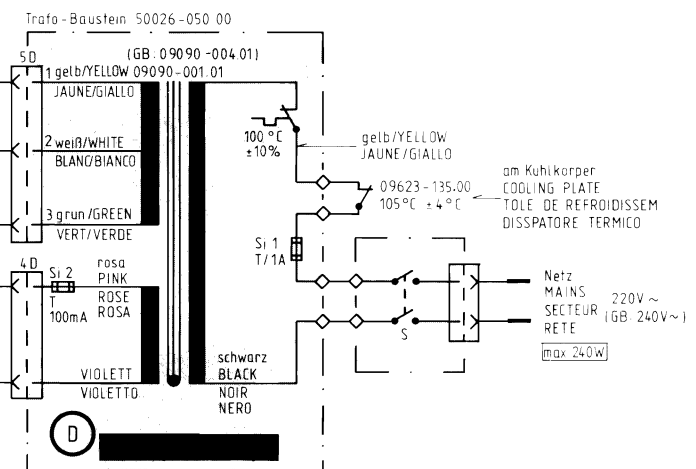 Trafo-Baustein 50026-050 00
5D
(GB: 09090 -004.01)
1 gelb/YELLOW 09090-001.01
JAUNE/GIALLO
2 weiß/WHITE
BLANC/BIANCO
3 grun/GREEN
VERT/VERDE
100°C
±10%
gelb/YELLOW
JAUNE/GIALLO
09623-135.00
105°C ±4°C
am Kuhlkorper
COOLING PLATE
TOLE DE REFROIDISSEM
DISSPATORE TERMICO
Si 1
T/1A
4D
Si 2
T
100mA
rosa
PINK
ROSE
ROSA
VIOLETT
VIOLETTO
schwarz
BLACK
NOIR
NERO
S
Netz
MAINS
SECTEUR
RETE
220V~
(GB: 240V~)
max 240W
D